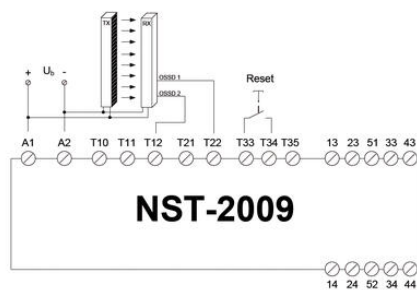 TX RX
OSSD 1
+ Ub - OSSD 2 Reset
A1 A2 T10 T11 T12 T21 T22 T33 T34 T35 13 23 51 33 43
NST-2009
14 24 52 34 44